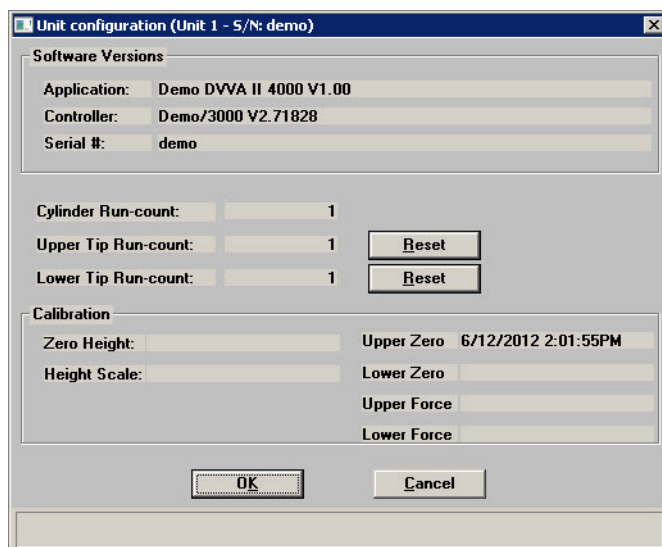 Unit configuration (Unit 1 - S/N: demo)
Software Versions
Application: Demo DVVA II 4000 V1.00
Controller: Demo/3000 V2.71828
Serial #: demo
Cylinder Run-count: 1
Upper Tip Run-count: 1 Reset
Lower Tip Run-count: 1 Reset
Calibration
Zero Height: Upper Zero 6/12/2012 2:01:55PM
Height Scale: Lower Zero
Upper Force
Lower Force
OK Cancel